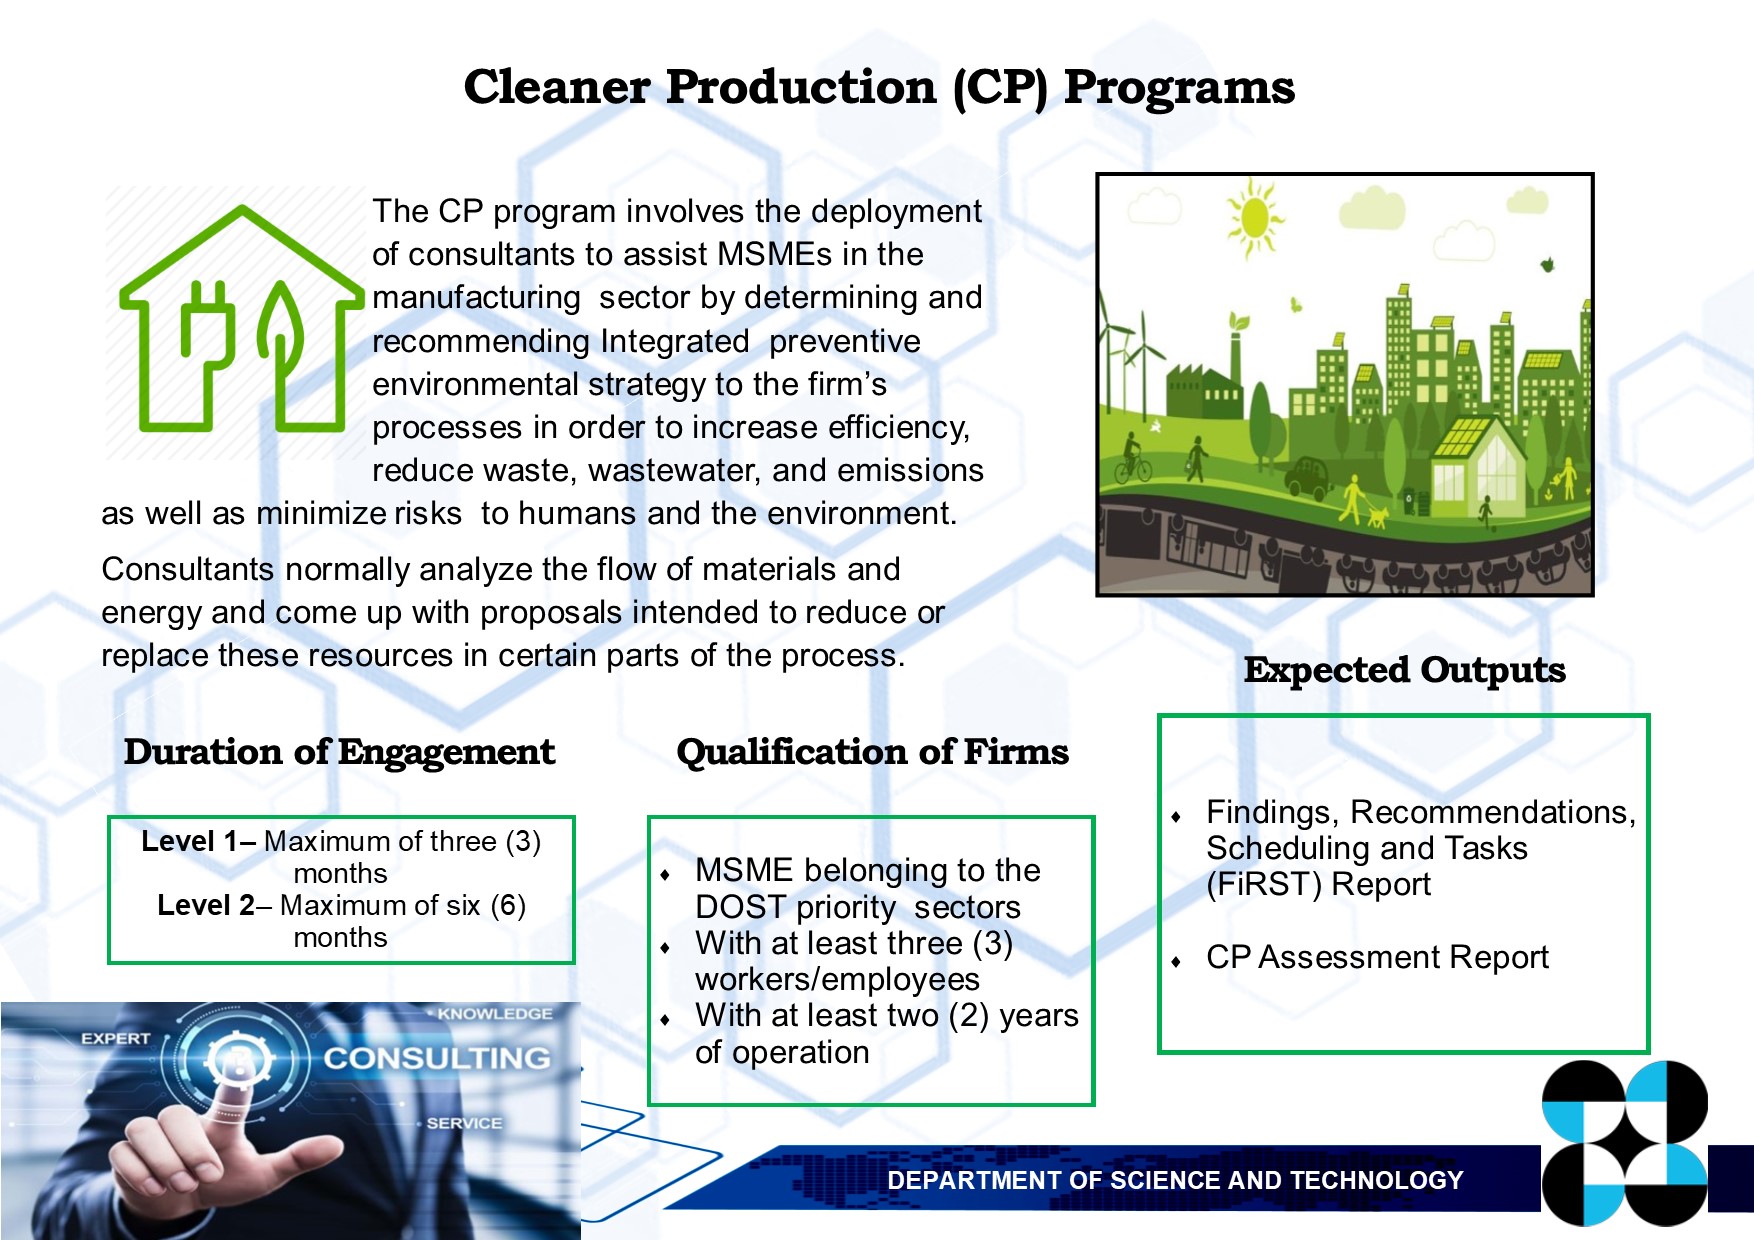 Cleaner Production (CP) Programs
The CP program involves the deployment
of consultants to assist MSMEs in the
manufacturing  sector by determining and
recommending Integrated  preventive
environmental strategy to the firm’s
processes in order to increase efficiency,
reduce waste, wastewater, and emissions
as well as minimize risks  to humans and the environment.
Consultants normally analyze the flow of materials and
energy and come up with proposals intended to reduce or
replace these resources in certain parts of the process.
Duration of Engagement
Level 1– Maximum of three (3)
months
Level 2– Maximum of six (6)
months
Qualification of Firms
♦ MSME belonging to the
DOST priority  sectors
♦ With at least three (3)
workers/employees
♦ With at least two (2) years
of operation
Expected Outputs
♦ Findings, Recommendations,
Scheduling and Tasks
(FiRST) Report
♦ CP Assessment Report
KNOWLEDGE
EXPERT
CONSULTING
SERVICE
DEPARTMENT OF SCIENCE AND TECHNOLOGY